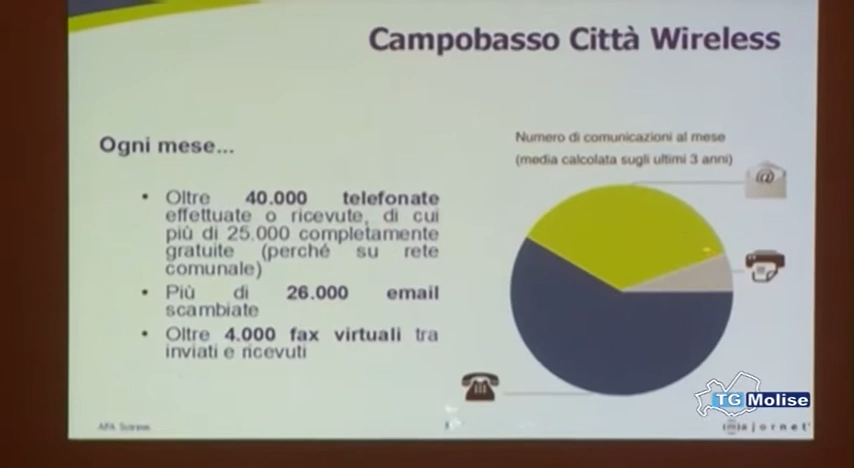 Campobasso Città Wireless
Ogni mese...
• Oltre 40.000 telefonate
effettuate o ricevute, di cui
più di 25.000 completamente
gratuite (perché su rete
comunale)
• Più di 26.000 email
scambiate
• Oltre 4.000 fax virtuali tra
inviati e ricevuti
Numero di comunicazioni al mese
(media calcolata sugli ultimi 3 anni)
@
TG Molise